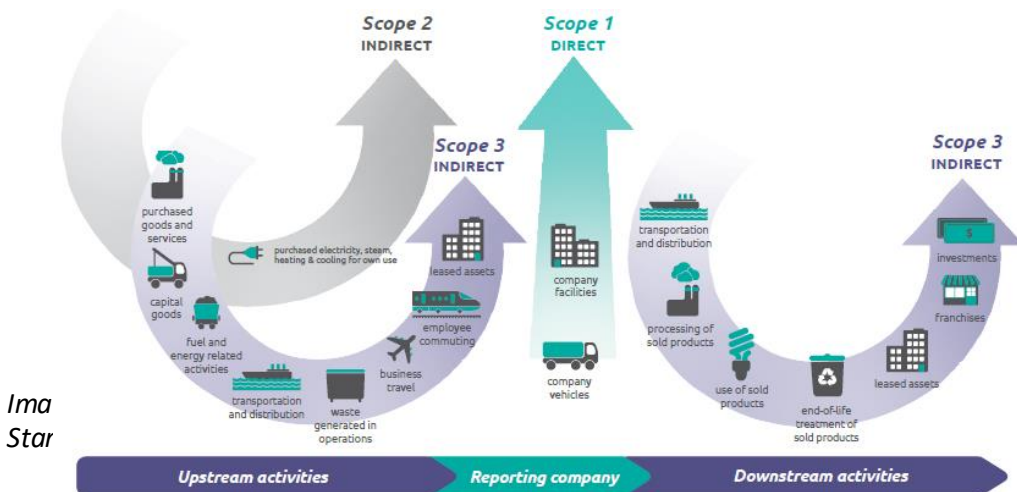 Scope 2
INDIRECT
Scope 1
DIRECT
Scope 3
INDIRECT
Scope 3
INDIRECT
purchased
goods and
services
capital
goods
fuel and
energy related
activities
purchased electricity, steam,
heating & cooling for own use
transportation
and distribution
waste
generated in
operations
business
travel
employee
commuting
leased assets
company
facilities
company
vehicles
transportation
and distribution
processing of
sold products
use of sold
products
end-of-life
treatment of
sold products
leased assets
franchises
$
investments
Ima
Star
Upstream activities
Reporting company
Downstream activities